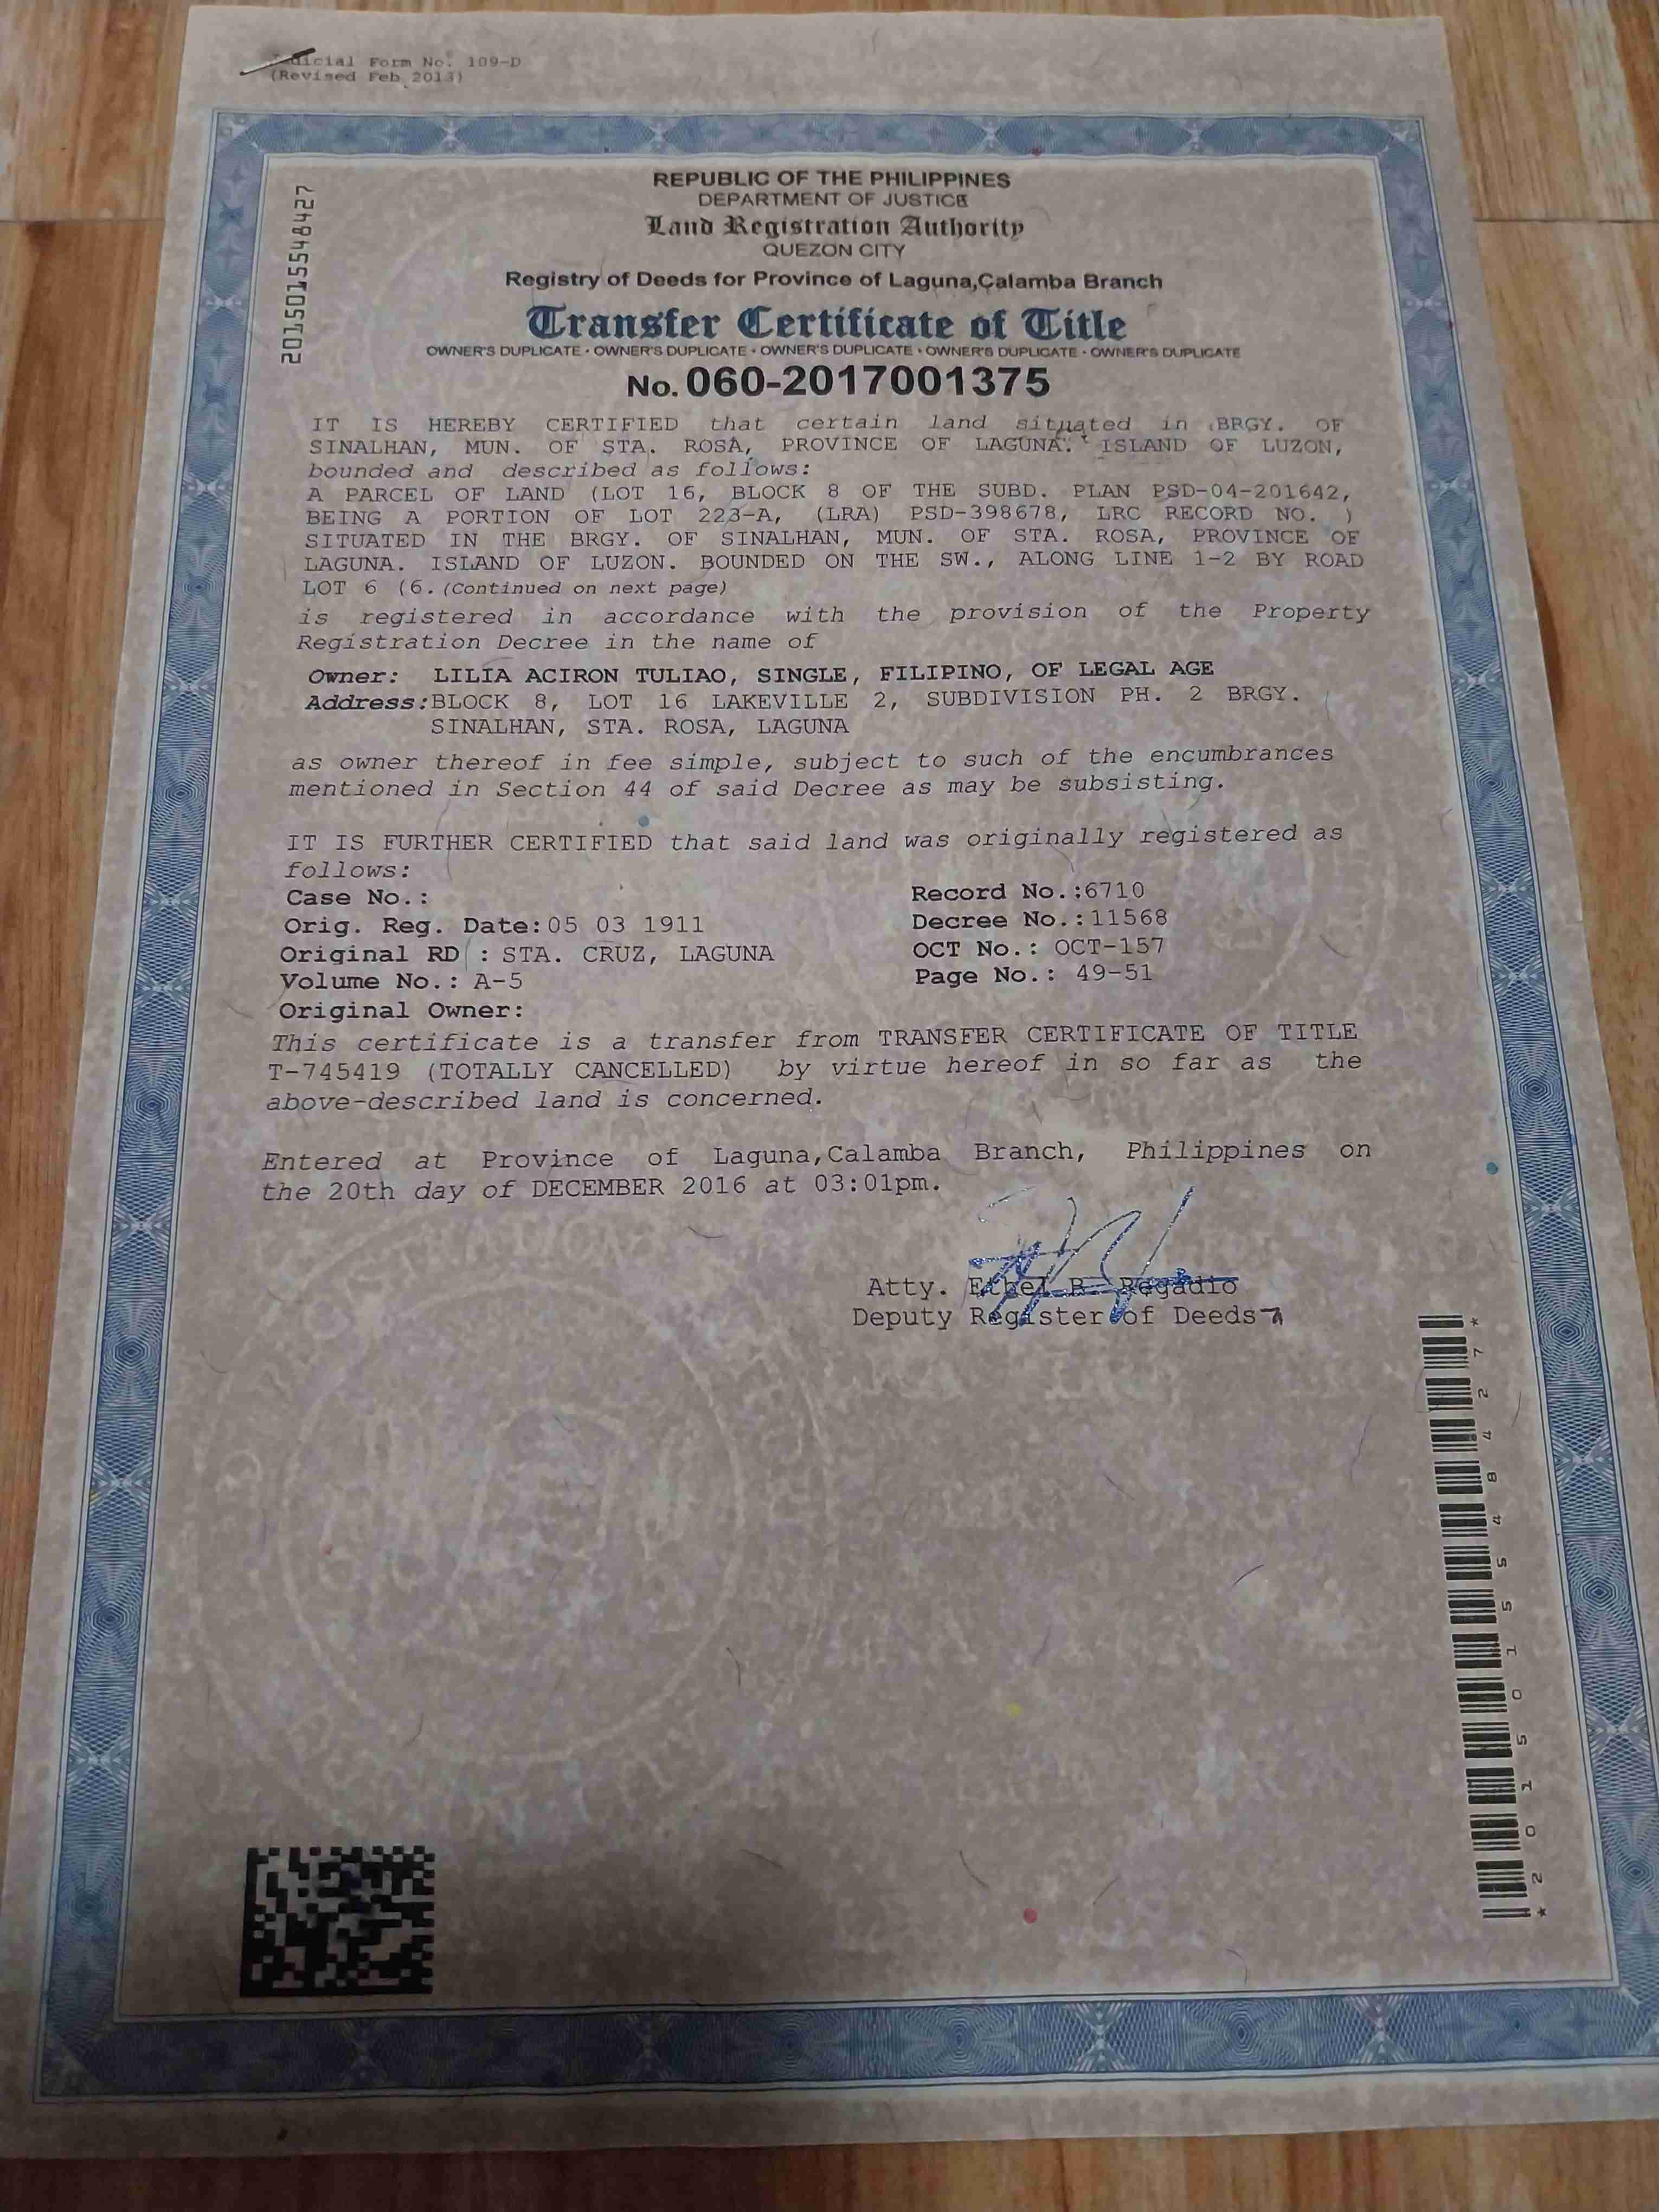 Judicial Form No. 109-D
(Revised Feb 2013)
2015015548427
REPUBLIC OF THE PHILIPPINES
DEPARTMENT OF JUSTICE
Land Registration Authority
QUEZON CITY
Registry of Deeds for Province of Laguna,Calamba Branch
Transfer Certificate of Title
OWNER'S DUPLICATE • OWNER'S DUPLICATE • OWNER'S DUPLICATE • OWNER'S DUPLICATE • OWNER'S DUPLICATE
No. 060-2017001375
IT IS HEREBY CERTIFIED that certain land situated in BRGY. OF
SINALHAN, MUN. OF STA. ROSA, PROVINCE OF LAGUNA. ISLAND OF LUZON,
bounded and described as follows:
A PARCEL OF LAND (LOT 16, BLOCK 8 OF THE SUBD. PLAN PSD-04-201642,
BEING A PORTION OF LOT 223-A, (LRA) PSD-398678, LRC RECORD NO. )
SITUATED IN THE BRGY. OF SINALHAN, MUN. OF STA. ROSA, PROVINCE OF
LAGUNA. ISLAND OF LUZON. BOUNDED ON THE SW., ALONG LINE 1-2 BY ROAD
LOT 6 (6. (Continued on next page)
is registered in accordance with the provision of the Property
Registration Decree in the name of
Owner: LILIA ACIRON TULIAO, SINGLE, FILIPINO, OF LEGAL AGE
Address:BLOCK 8, LOT 16 LAKEVILLE 2, SUBDIVISION PH. 2 BRGY.
SINALHAN, STA. ROSA, LAGUNA
as owner thereof in fee simple, subject to such of the encumbrances
mentioned in Section 44 of said Decree as may be subsisting.
IT IS FURTHER CERTIFIED that said land was originally registered as
follows:
Case No.: Record No.:6710
Orig. Reg. Date:05 03 1911 Decree No.:11568
Original RD : STA. CRUZ, LAGUNA OCT No.: OCT-157
Volume No.: A-5 Page No.: 49-51
Original Owner:
This certificate is a transfer from TRANSFER CERTIFICATE OF TITLE
T-745419 (TOTALLY CANCELLED) by virtue hereof in so far as the
above-described land is concerned.
Entered at Province of Laguna,Calamba Branch, Philippines on
the 20th day of DECEMBER 2016 at 03:01pm.
Atty. Ethel B. Regadio
Deputy Register of Deeds
*2015015548427*